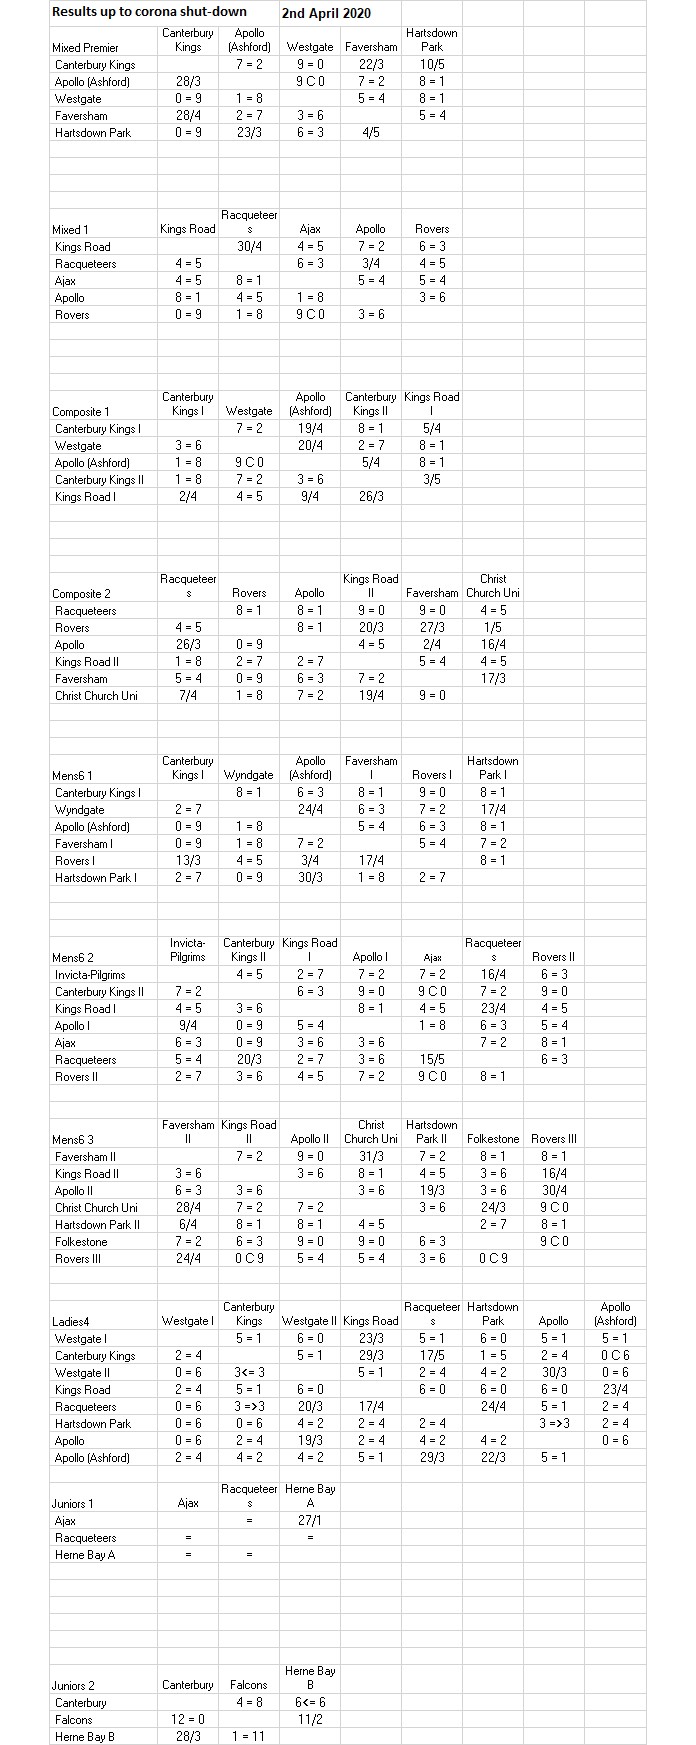 Results up to corona shut-down 2nd April 2020
Canterbury Apollo Hartsdown
Mixed Premier Kings (Ashford) Westgate Faversham Park
Canterbury Kings 7 = 2 9 = 0 22/3 10/5
Apollo (Ashford) 28/3 9 C 0 7 = 2 8 = 1
Westgate 0 = 9 1 = 8 5 = 4 8 = 1
Faversham 28/4 2 = 7 3 = 6 5 = 4
Hartsdown Park 0 = 9 23/3 6 = 3 4/5
Racqueteer
Mixed 1 Kings Road s Ajax Apollo Rovers
Kings Road 30/4 4 = 5 7 = 2 6 = 3
Racqueteers 4 = 5 6 = 3 3/4 4 = 5
Ajax 4 = 5 8 = 1 5 = 4 5 = 4
Apollo 8 = 1 4 = 5 1 = 8 3 = 6
Rovers 0 = 9 1 = 8 9 C 0 3 = 6
Canterbury Apollo Canterbury Kings Road
Composite 1 Kings I Westgate (Ashford) Kings II I
Canterbury Kings I 7 = 2 19/4 8 = 1 5/4
Westgate 3 = 6 20/4 2 = 7 8 = 1
Apollo (Ashford) 1 = 8 9 C 0 5/4 8 = 1
Canterbury Kings II 1 = 8 7 = 2 3 = 6 3/5
Kings Road I 2/4 4 = 5 9/4 26/3
Racqueteer Kings Road Christ
Composite 2 s Rovers Apollo II Faversham Church Uni
Racqueteers 8 = 1 8 = 1 9 = 0 9 = 0 4 = 5
Rovers 4 = 5 8 = 1 20/3 27/3 1/5
Apollo 26/3 0 = 9 4 = 5 2/4 16/4
Kings Road II 1 = 8 2 = 7 2 = 7 5 = 4 4 = 5
Faversham 5 = 4 0 = 9 6 = 3 7 = 2 17/3
Christ Church Uni 7/4 1 = 8 7 = 2 19/4 9 = 0
Canterbury Apollo Faversham Hartsdown
Mens6 1 Kings I Wyndgate (Ashford) I Rovers I Park I
Canterbury Kings I 8 = 1 6 = 3 8 = 1 9 = 0 8 = 1
Wyndgate 2 = 7 24/4 6 = 3 7 = 2 17/4
Apollo (Ashford) 0 = 9 1 = 8 5 = 4 6 = 3 8 = 1
Faversham I 0 = 9 1 = 8 7 = 2 5 = 4 7 = 2
Rovers I 13/3 4 = 5 3/4 17/4 8 = 1
Hartsdown Park I 2 = 7 0 = 9 30/3 1 = 8 2 = 7
Invicta- Canterbury Kings Road Racqueteer
Mens6 2 Pilgrims Kings II I Apollo I Ajax s Rovers II
Invicta-Pilgrims 4 = 5 2 = 7 7 = 2 7 = 2 16/4 6 = 3
Canterbury Kings II 7 = 2 6 = 3 9 = 0 9 C 0 7 = 2 9 = 0
Kings Road I 4 = 5 3 = 6 8 = 1 4 = 5 23/4 4 = 5
Apollo I 9/4 0 = 9 5 = 4 1 = 8 6 = 3 5 = 4
Ajax 6 = 3 0 = 9 3 = 6 3 = 6 7 = 2 8 = 1
Racqueteers 5 = 4 20/3 2 = 7 3 = 6 15/5 6 = 3
Rovers II 2 = 7 3 = 6 4 = 5 7 = 2 9 C 0 8 = 1
Faversham Kings Road Christ Hartsdown
Mens6 3 II II Apollo II Church Uni Park II Folkestone Rovers III
Faversham II 7 = 2 9 = 0 31/3 7 = 2 8 = 1 8 = 1
Kings Road II 3 = 6 3 = 6 8 = 1 4 = 5 3 = 6 16/4
Apollo II 6 = 3 3 = 6 3 = 6 19/3 3 = 6 30/4
Christ Church Uni 28/4 7 = 2 7 = 2 3 = 6 24/3 9 C 0
Hartsdown Park II 6/4 8 = 1 8 = 1 4 = 5 2 = 7 8 = 1
Folkestone 7 = 2 6 = 3 9 = 0 9 = 0 6 = 3 9 C 0
Rovers III 24/4 0 C 9 5 = 4 5 = 4 3 = 6 0 C 9
Canterbury Racqueteer Hartsdown Apollo
Ladies4 Westgate I Kings Westgate II Kings Road s Park Apollo (Ashford)
Westgate I 5 = 1 6 = 0 23/3 5 = 1 6 = 0 5 = 1 5 = 1
Canterbury Kings 2 = 4 5 = 1 29/3 17/5 1 = 5 2 = 4 0 C 6
Westgate II 0 = 6 3<= 3 5 = 1 2 = 4 4 = 2 30/3 0 = 6
Kings Road 2 = 4 5 = 1 6 = 0 6 = 0 6 = 0 6 = 0 23/4
Racqueteers 0 = 6 3 =>3 20/3 17/4 24/4 5 = 1 2 = 4
Hartsdown Park 0 = 6 0 = 6 4 = 2 2 = 4 2 = 4 3 =>3 2 = 4
Apollo 0 = 6 2 = 4 19/3 2 = 4 4 = 2 4 = 2 0 = 6
Apollo (Ashford) 2 = 4 4 = 2 4 = 2 5 = 1 29/3 22/3 5 = 1
Racqueteer Herne Bay
Juniors 1 Ajax s A
Ajax = 27/1
Racqueteers = =
Herne Bay A = =
Herne Bay
Juniors 2 Canterbury Falcons B
Canterbury 4 = 8 6<= 6
Falcons 12 = 0 11/2
Herne Bay B 28/3 1 = 11